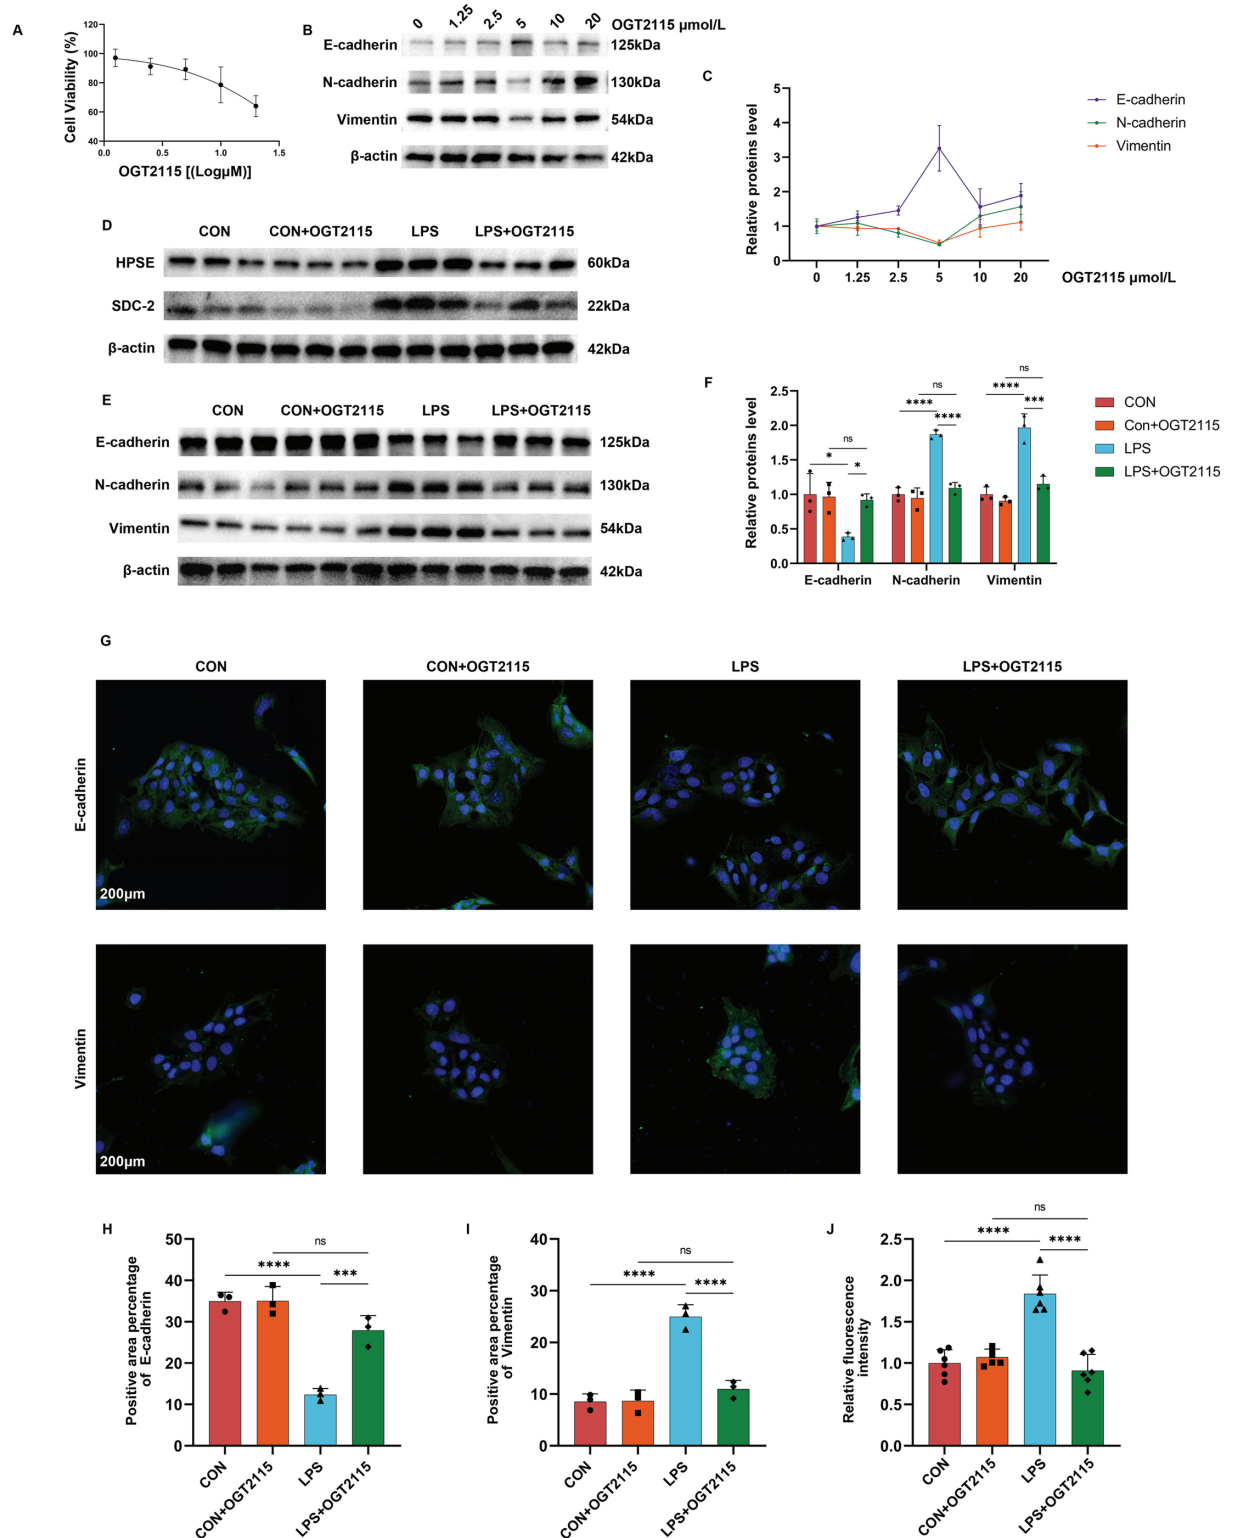 A
120
100
80
60
40
0.0 0.5 1.0 1.5
Cell Viability (%)
OGT2115 [(LogμM)]
B
0 1.25 2.5 5 10 20 OGT2115 μmol/L
E-cadherin 125kDa
N-cadherin 130kDa
Vimentin 54kDa
β-actin 42kDa
C
Relative proteins level
5
4
3
2
1
0
0 1.25 2.5 5 10 20 OGT2115 μmol/L
E-cadherin
N-cadherin
Vimentin
D
CON CON+OGT2115 LPS LPS+OGT2115
HPSE 60kDa
SDC-2 22kDa
β-actin 42kDa
E
CON CON+OGT2115 LPS LPS+OGT2115
E-cadherin 125kDa
N-cadherin 130kDa
Vimentin 54kDa
β-actin 42kDa
F
Relative proteins level
2.5
2.0
1.5
1.0
0.5
0.0
ns
* *
ns
**** ****
ns
**** ***
E-cadherin N-cadherin Vimentin
CON
Con+OGT2115
LPS
LPS+OGT2115
G
CON CON+OGT2115 LPS LPS+OGT2115
E-cadherin
200μm
Vimentin
200μm
H
Positive area percentage
of E-cadherin
50
40
30
20
10
0
ns
**** ***
CON CON+OGT2115 LPS LPS+OGT2115
I
Positive area percentage
of Vimentin
40
30
20
10
0
ns
**** ****
CON CON+OGT2115 LPS LPS+OGT2115
J
Relative fluorescence
intensity
2.5
2.0
1.5
1.0
0.5
0.0
ns
**** ****
CON CON+OGT2115 LPS LPS+OGT2115